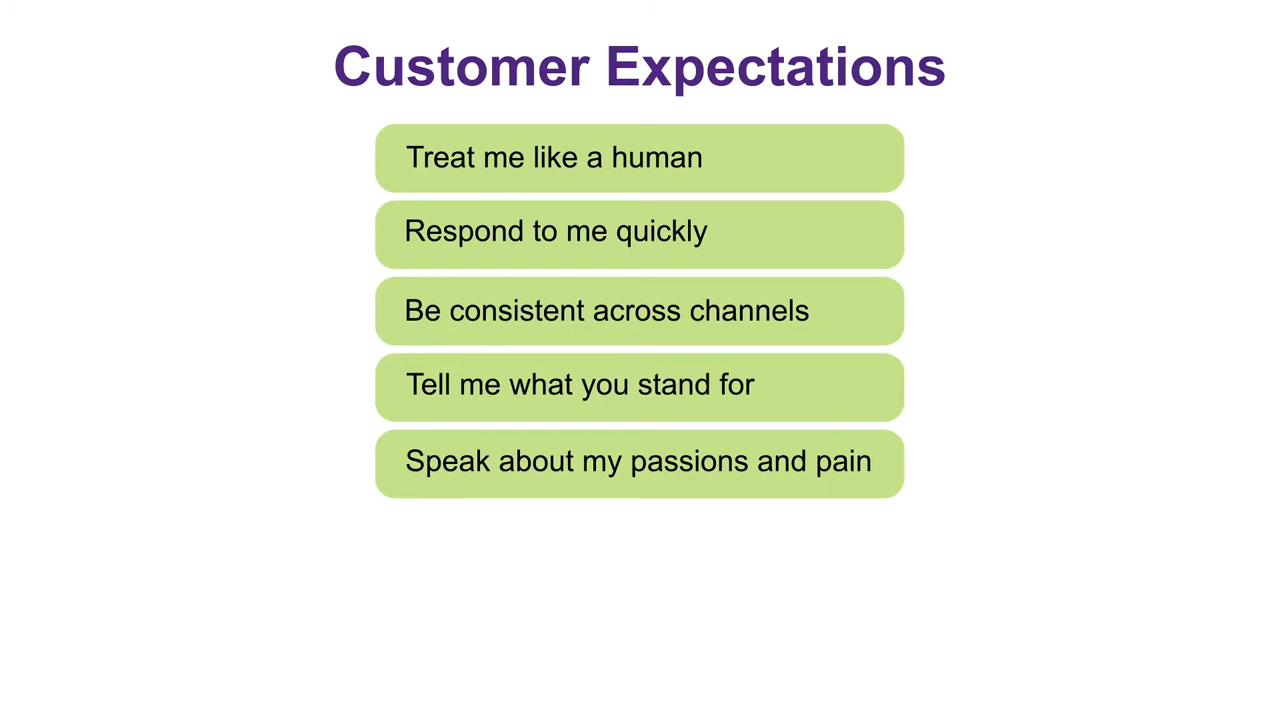 Customer Expectations
Treat me like a human
Respond to me quickly
Be consistent across channels
Tell me what you stand for
Speak about my passions and pain